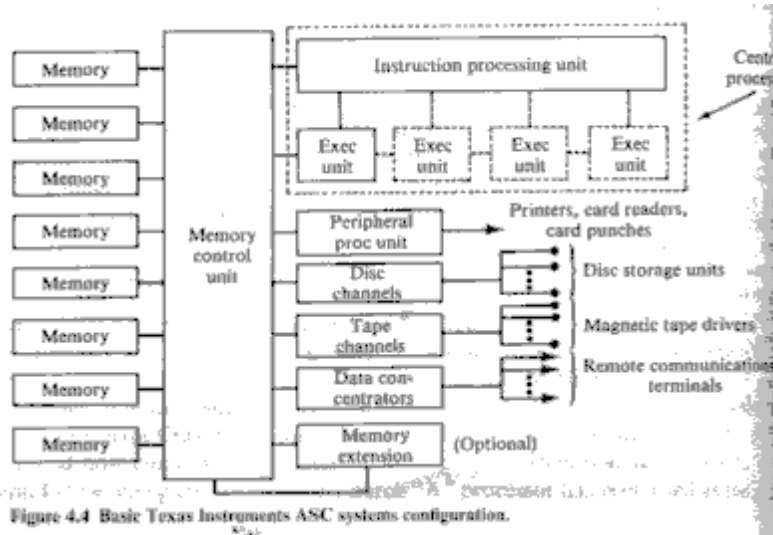 Memory
Memory
Memory
Memory
Memory
Memory
Memory
Memory
Memory
control
unit
Instruction processing unit
Exec
unit
Exec
unit
Exec
unit
Exec
unit
Peripheral
proc unit
Disc
channels
Tape
channels
Data con-
centrators
Memory
extension
(Optional)
Printers, card readers,
card punches
Disc storage units
Magnetic tape drivers
Remote communication
terminals
Figure 4.4 Basic Texas Instruments ASC systems configuration.